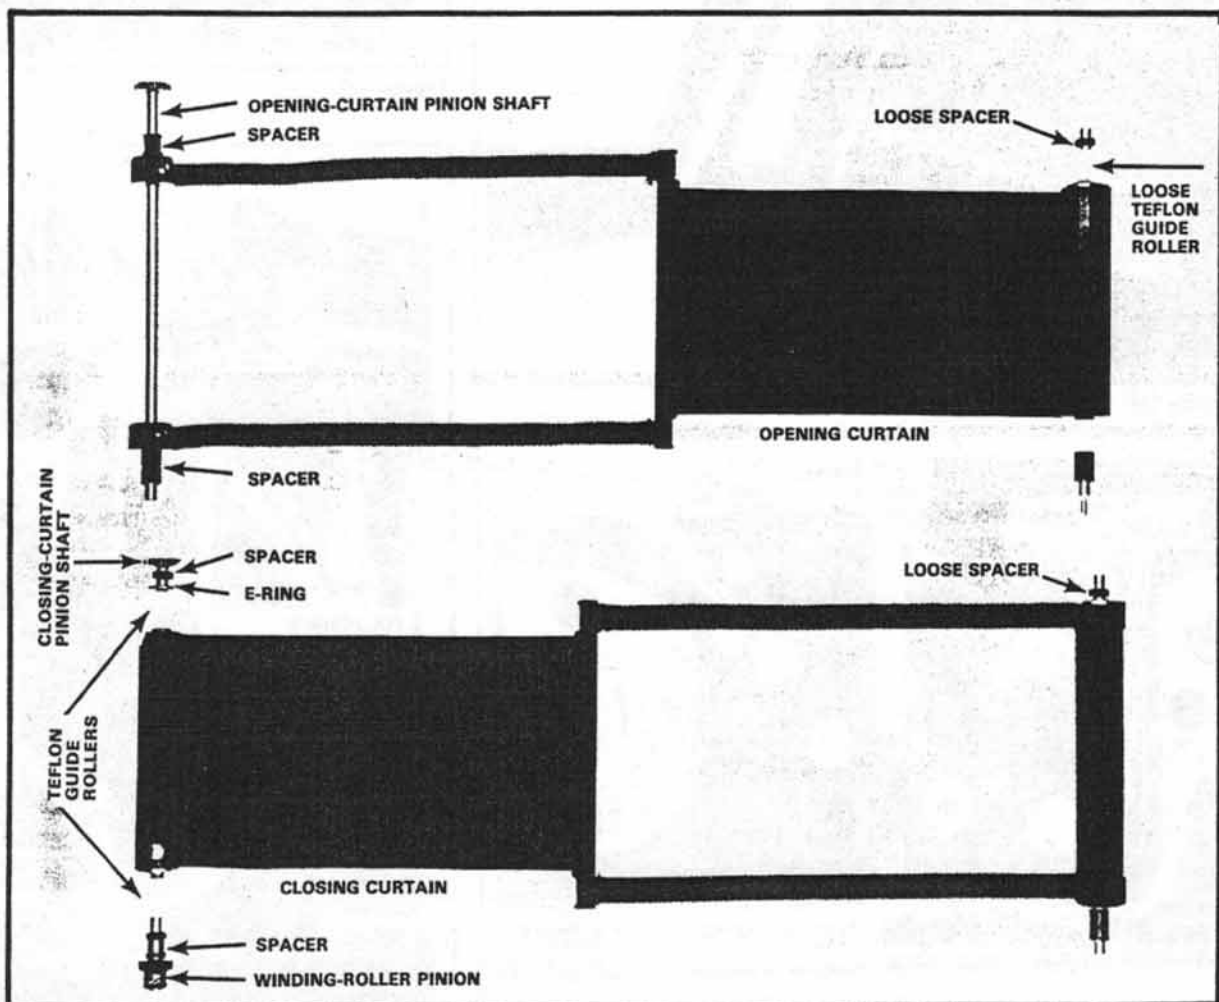 OPENING-CURTAIN PINION SHAFT
SPACER
LOOSE SPACER
LOOSE
TEFLON
GUIDE
ROLLER
OPENING CURTAIN
SPACER
CLOSING-CURTAIN
PINION SHAFT
SPACER
E-RING
LOOSE SPACER
TEFLON
GUIDE
ROLLERS
CLOSING CURTAIN
SPACER
WINDING-ROLLER PINION